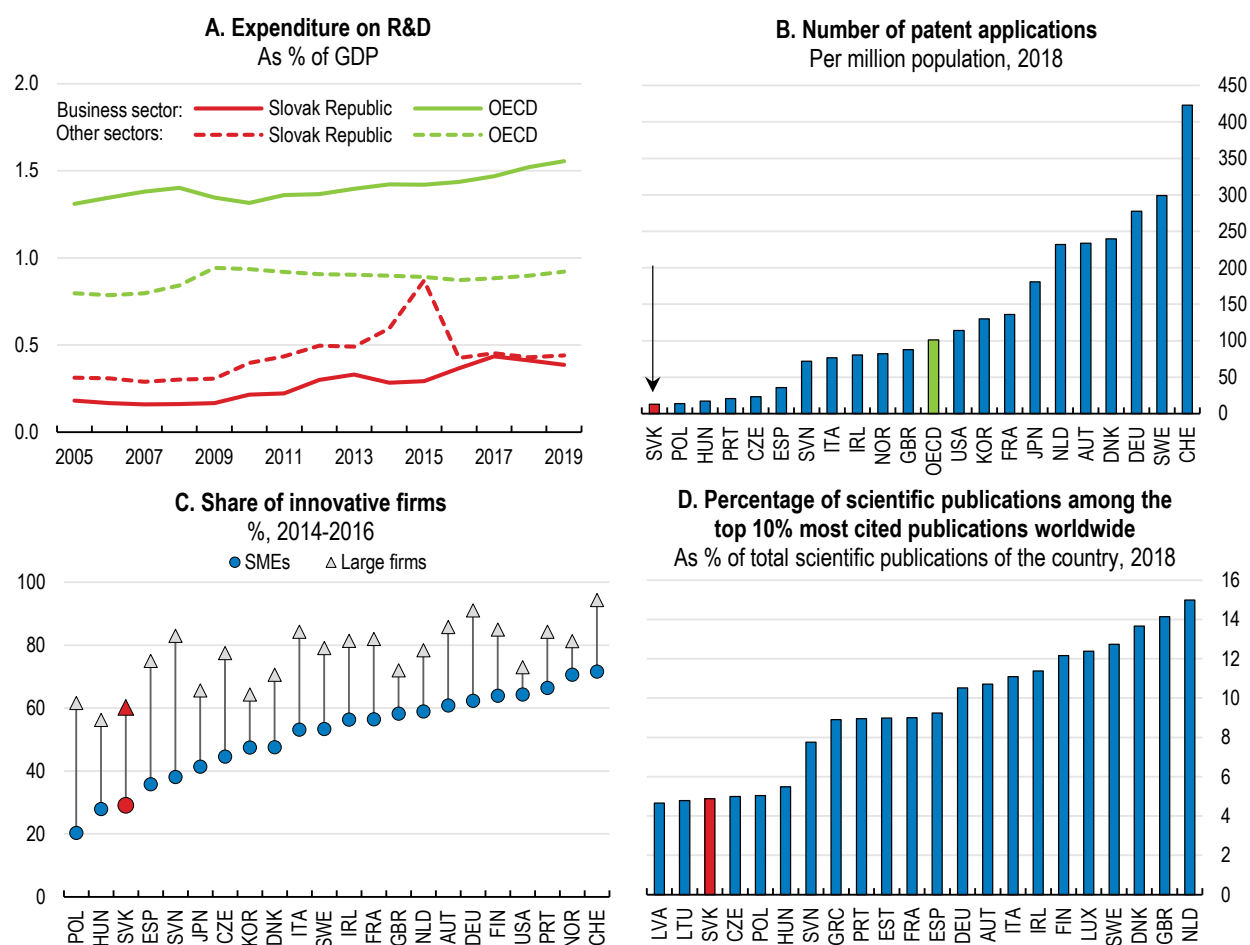 A. Expenditure on R&D
As % of GDP
2.0
Business sector: Slovak Republic OECD
Other sectors: Slovak Republic OECD
1.5
1.0
0.5
0.0
2005 2007 2009 2011 2013 2015 2017 2019
B. Number of patent applications
Per million population, 2018
450
400
350
300
250
200
150
100
50
0
SVK POL HUN PRT CZE ESP SVN ITA IRL NOR GBR OECD USA KOR FRA JPN NLD AUT DNK DEU SWE CHE
C. Share of innovative firms
%, 2014-2016
SMEs Large firms
100
80
60
40
20
0
POL HUN SVK ESP SVN JPN CZE KOR DNK ITA SWE IRL FRA GBR NLD AUT DEU FIN USA PRT NOR CHE
D. Percentage of scientific publications among the
top 10% most cited publications worldwide
As % of total scientific publications of the country, 2018
16
14
12
10
8
6
4
2
0
LVA LTU SVK CZE POL HUN SVN GRC PRT EST FRA ESP DEU AUT ITA IRL FIN LUX SWE DNK GBR NLD